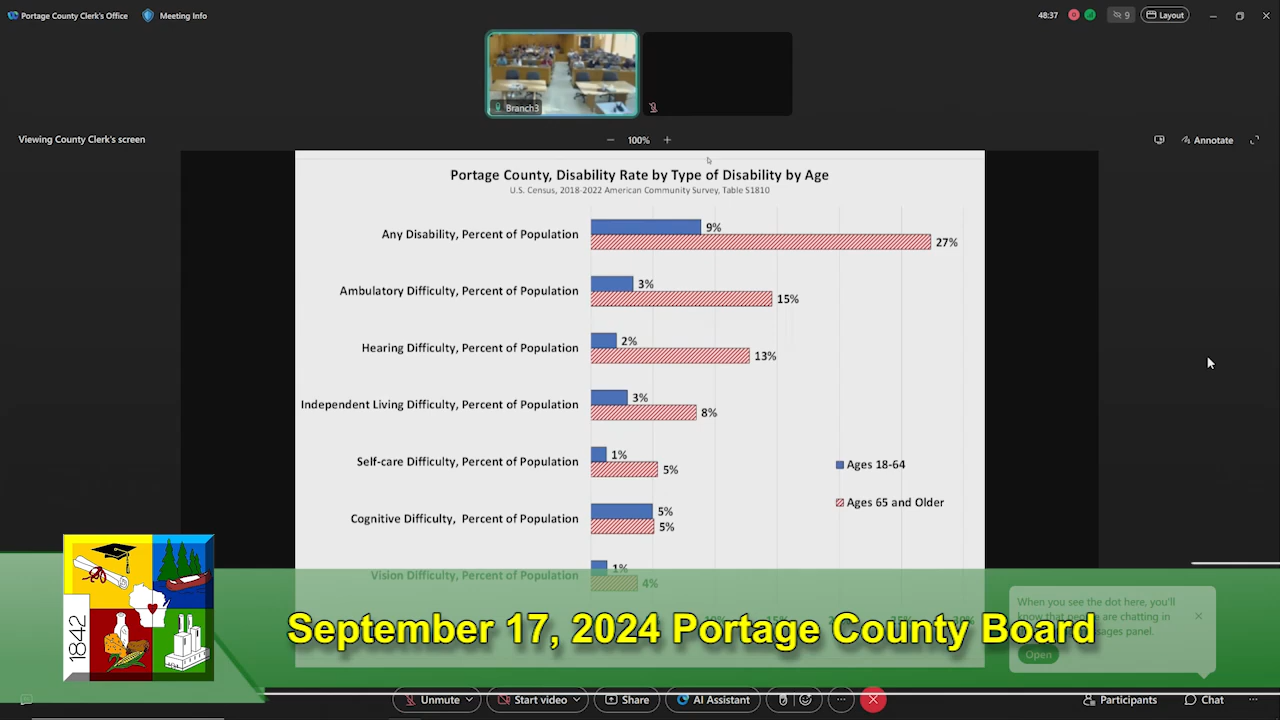 Portage County Clerk's Office
Meeting Info
48:37
9
Layout
Branch3
Viewing County Clerk's screen
100%
Annotate
Portage County, Disability Rate by Type of Disability by Age
U.S. Census, 2018-2022 American Community Survey, Table S1810
Any Disability, Percent of Population
9%
27%
Ambulatory Difficulty, Percent of Population
3%
15%
Hearing Difficulty, Percent of Population
2%
13%
Independent Living Difficulty, Percent of Population
3%
8%
Self-care Difficulty, Percent of Population
1%
5%
Cognitive Difficulty, Percent of Population
5%
5%
Vision Difficulty, Percent of Population
1%
4%
Ages 18-64
Ages 65 and Older
1842
September 17, 2024 Portage County Board
When you see the dot here, you'll
are chatting in
panel.
Open
Unmute
Start video
Share
AI Assistant
Participants
Chat